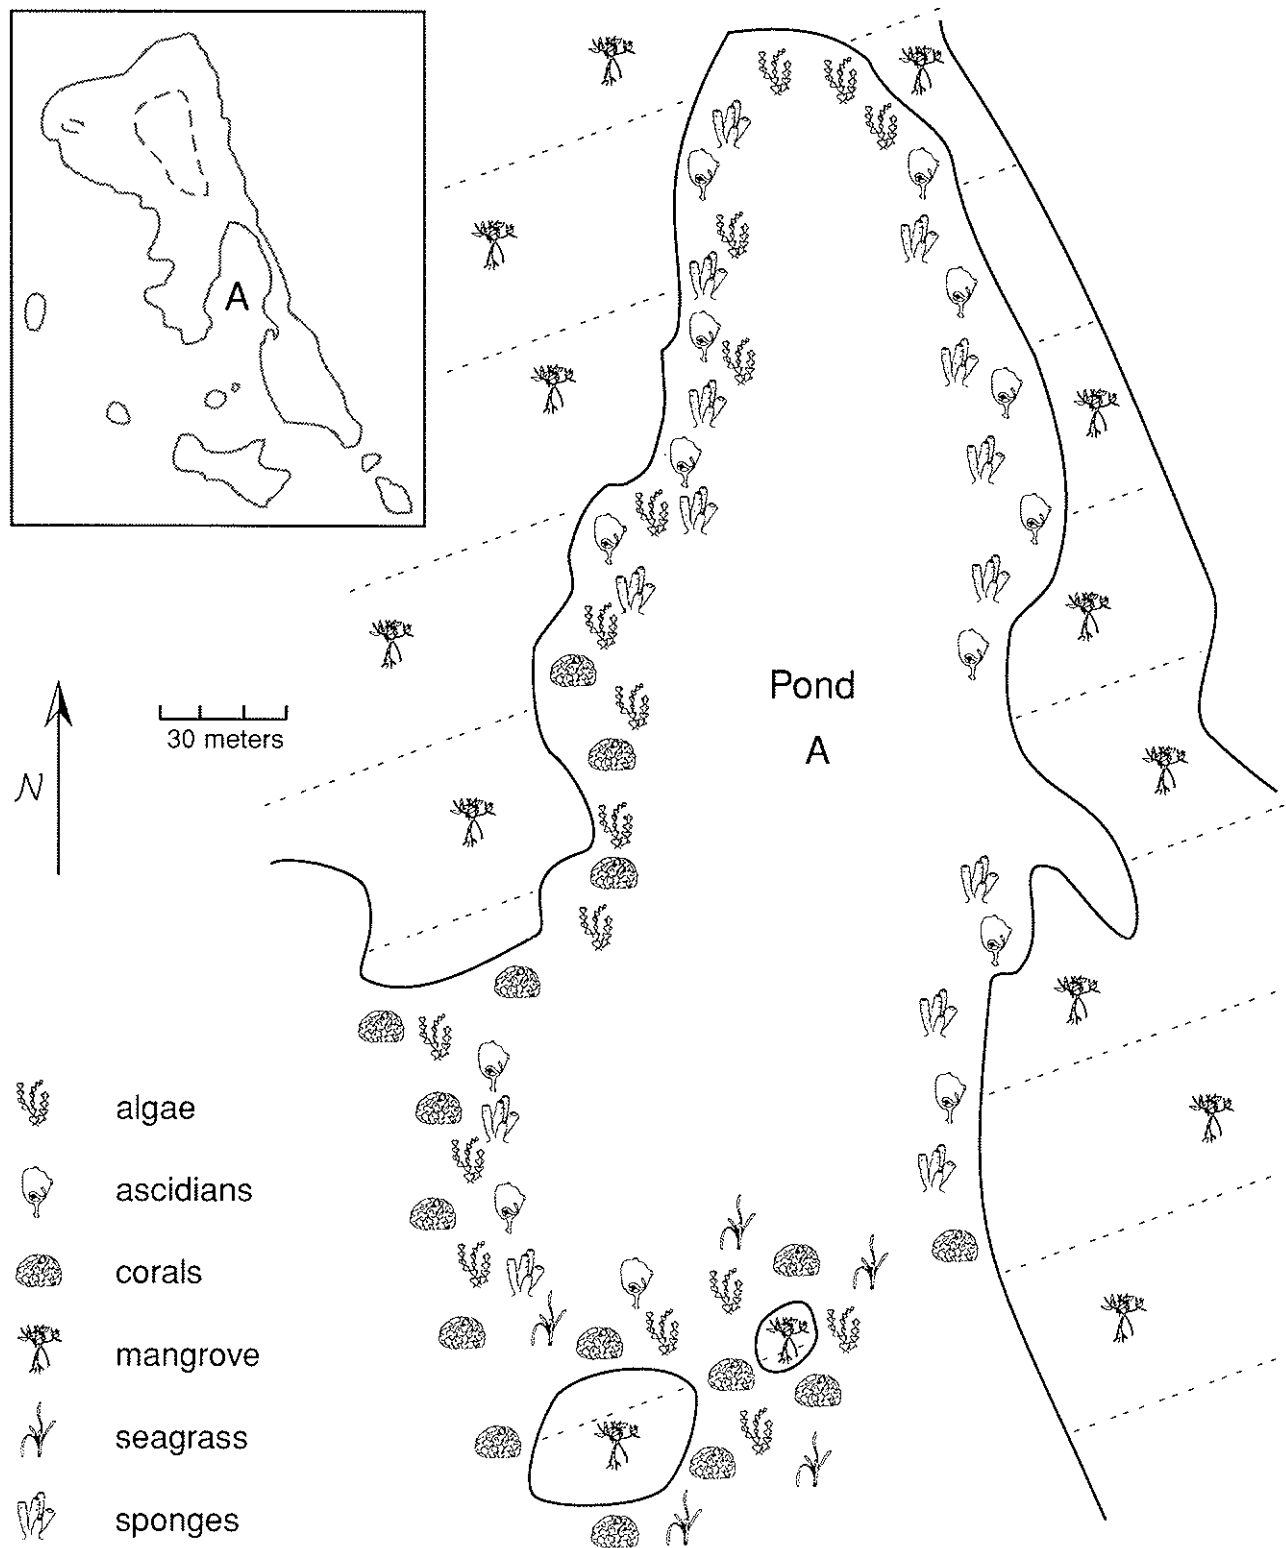 A
Pond
A
N
30 meters
algae
ascidians
corals
mangrove
seagrass
sponges